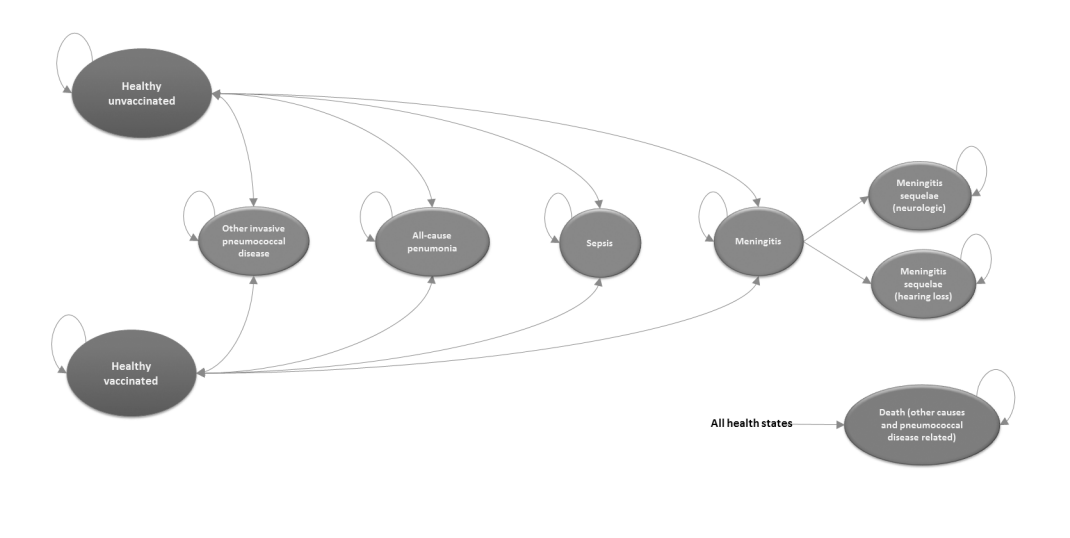 Healthy
unvaccinated
Meningitis
sequelae
(neurologic)
Other invasive
pneumococcal
disease
All-cause
penumonia
Sepsis
Meningitis
Meningitis
sequelae
(hearing loss)
Healthy
vaccinated
All health states
Death (other causes
and pneumococcal
disease related)